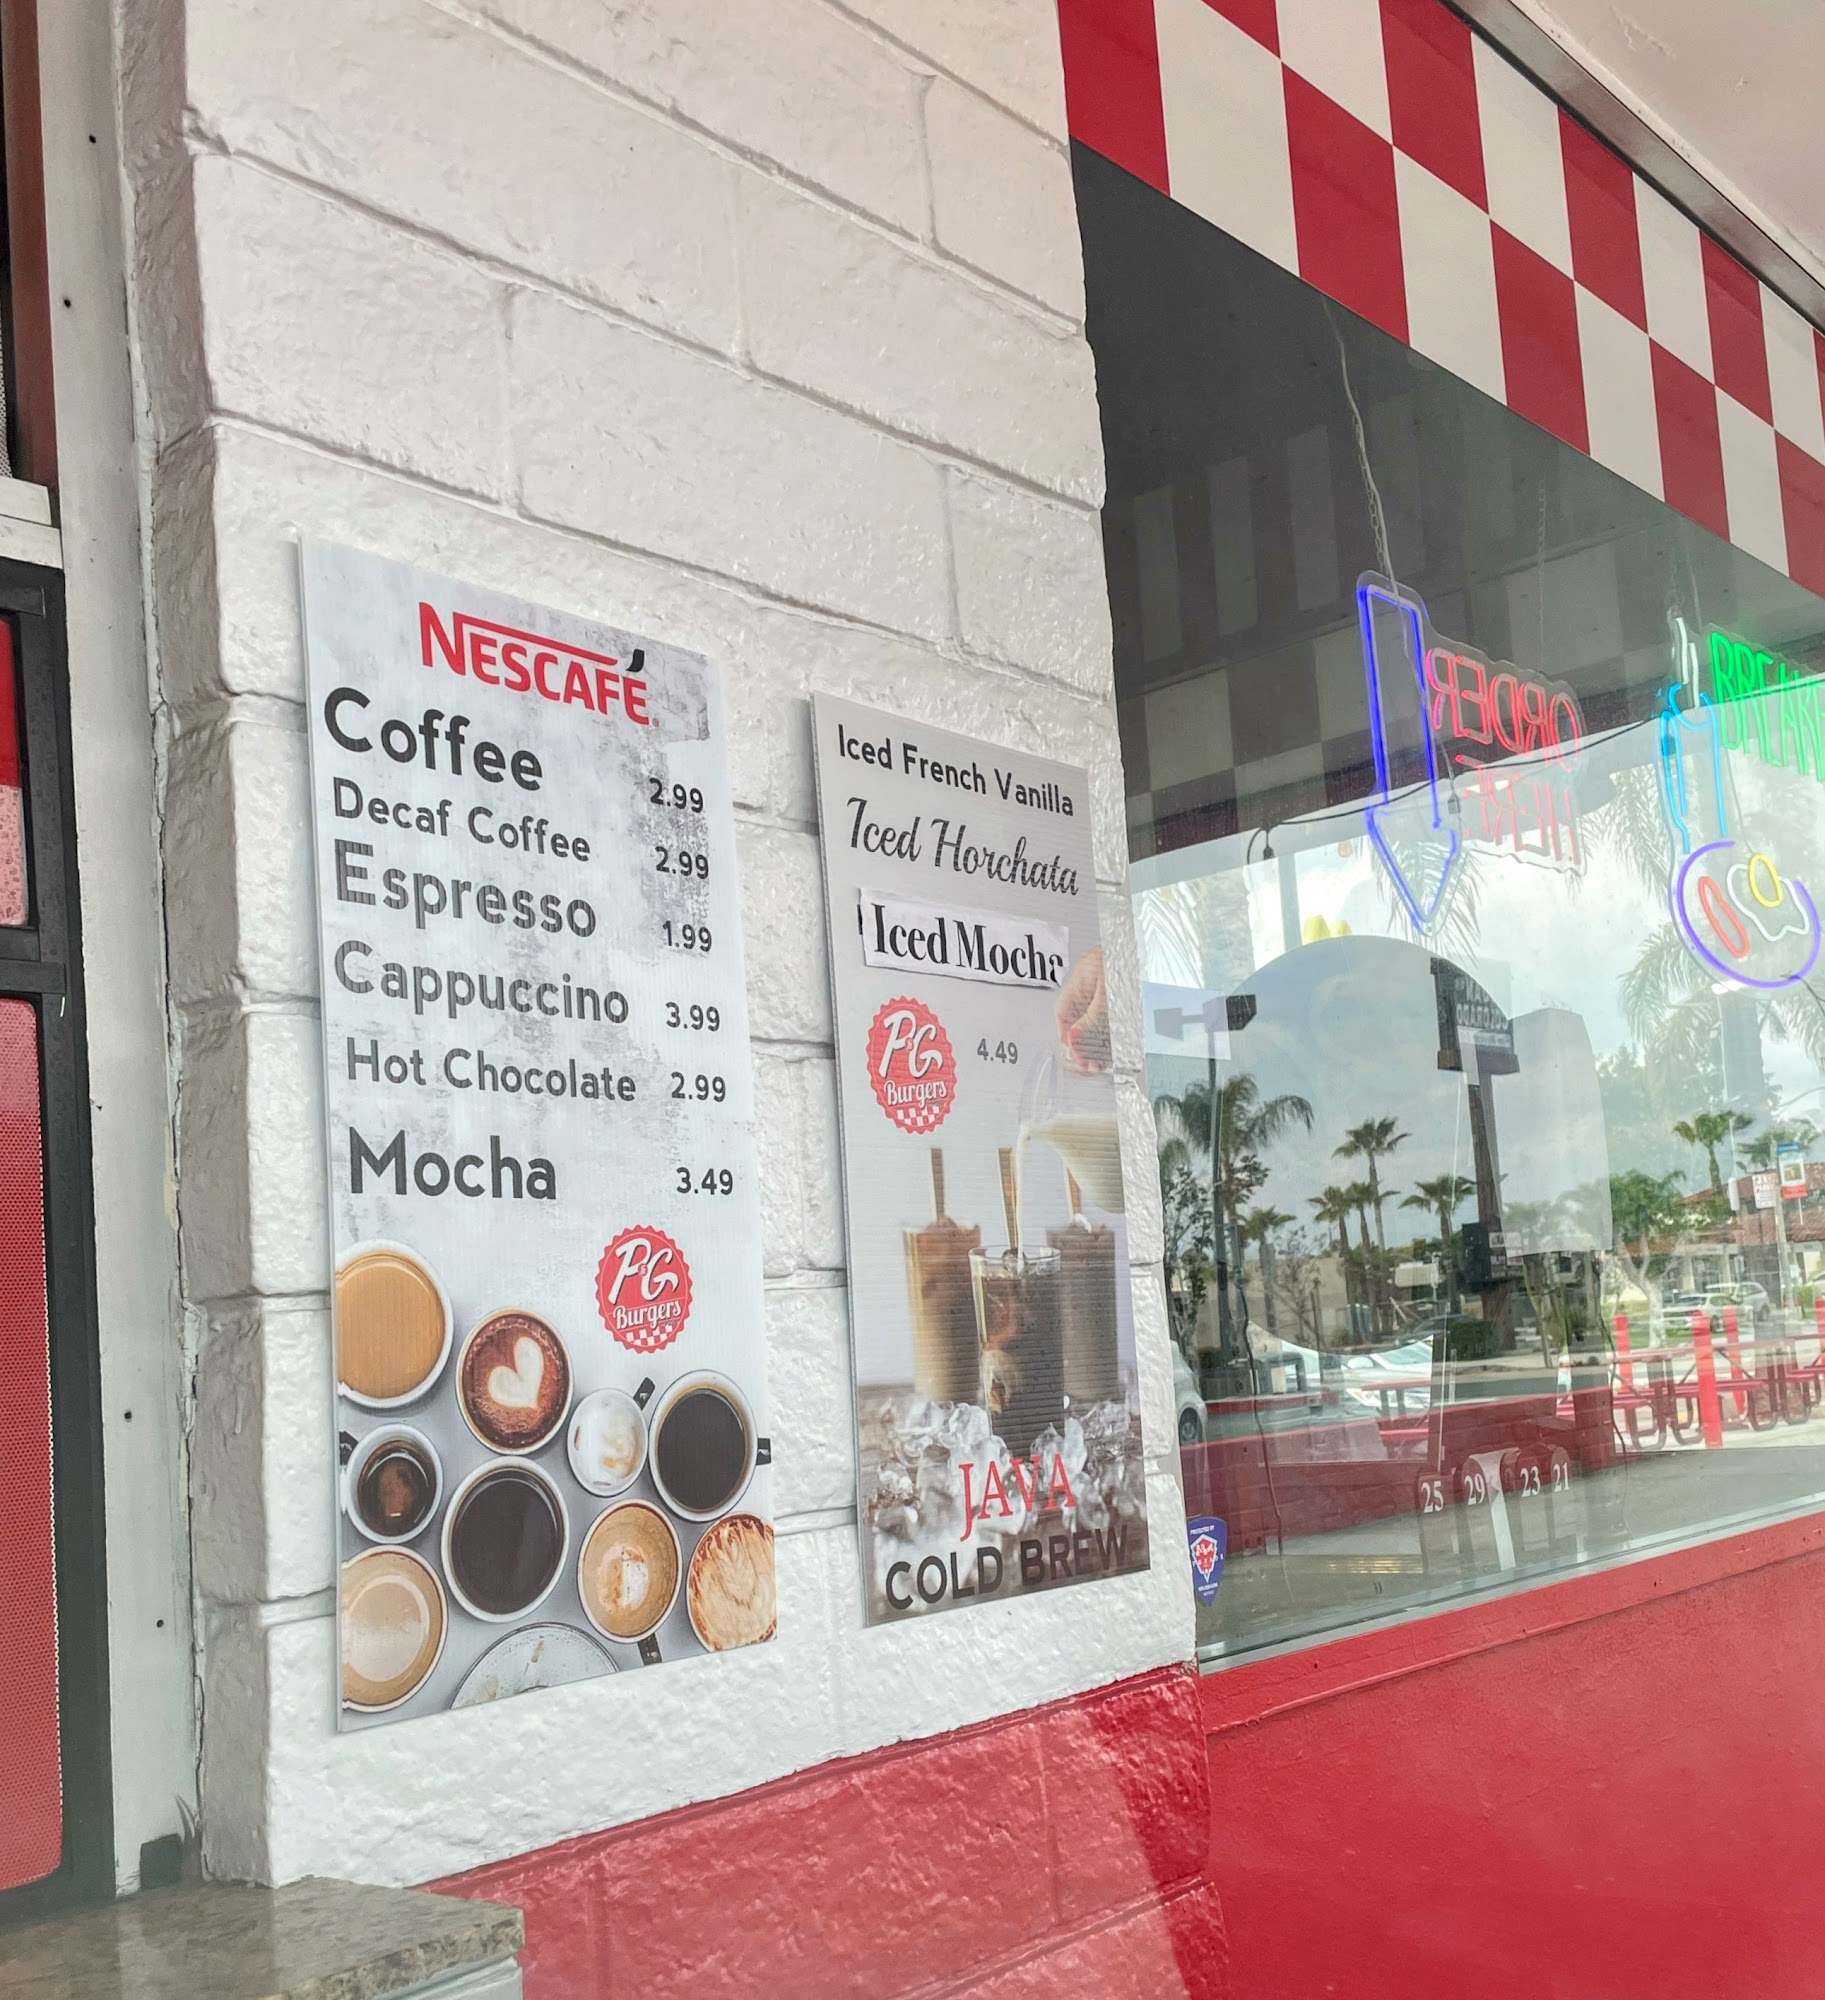 NESCAFÉ
Coffee 2.99
Decaf Coffee 2.99
Espresso 1.99
Cappuccino 3.99
Hot Chocolate 2.99
Mocha 3.49
P&G
Burgers
Iced French Vanilla
Iced Horchata
Iced Mocha
P&G
Burgers
4.49
JAVA
COLD BREW
ORDER
HERE
25 29 23 21